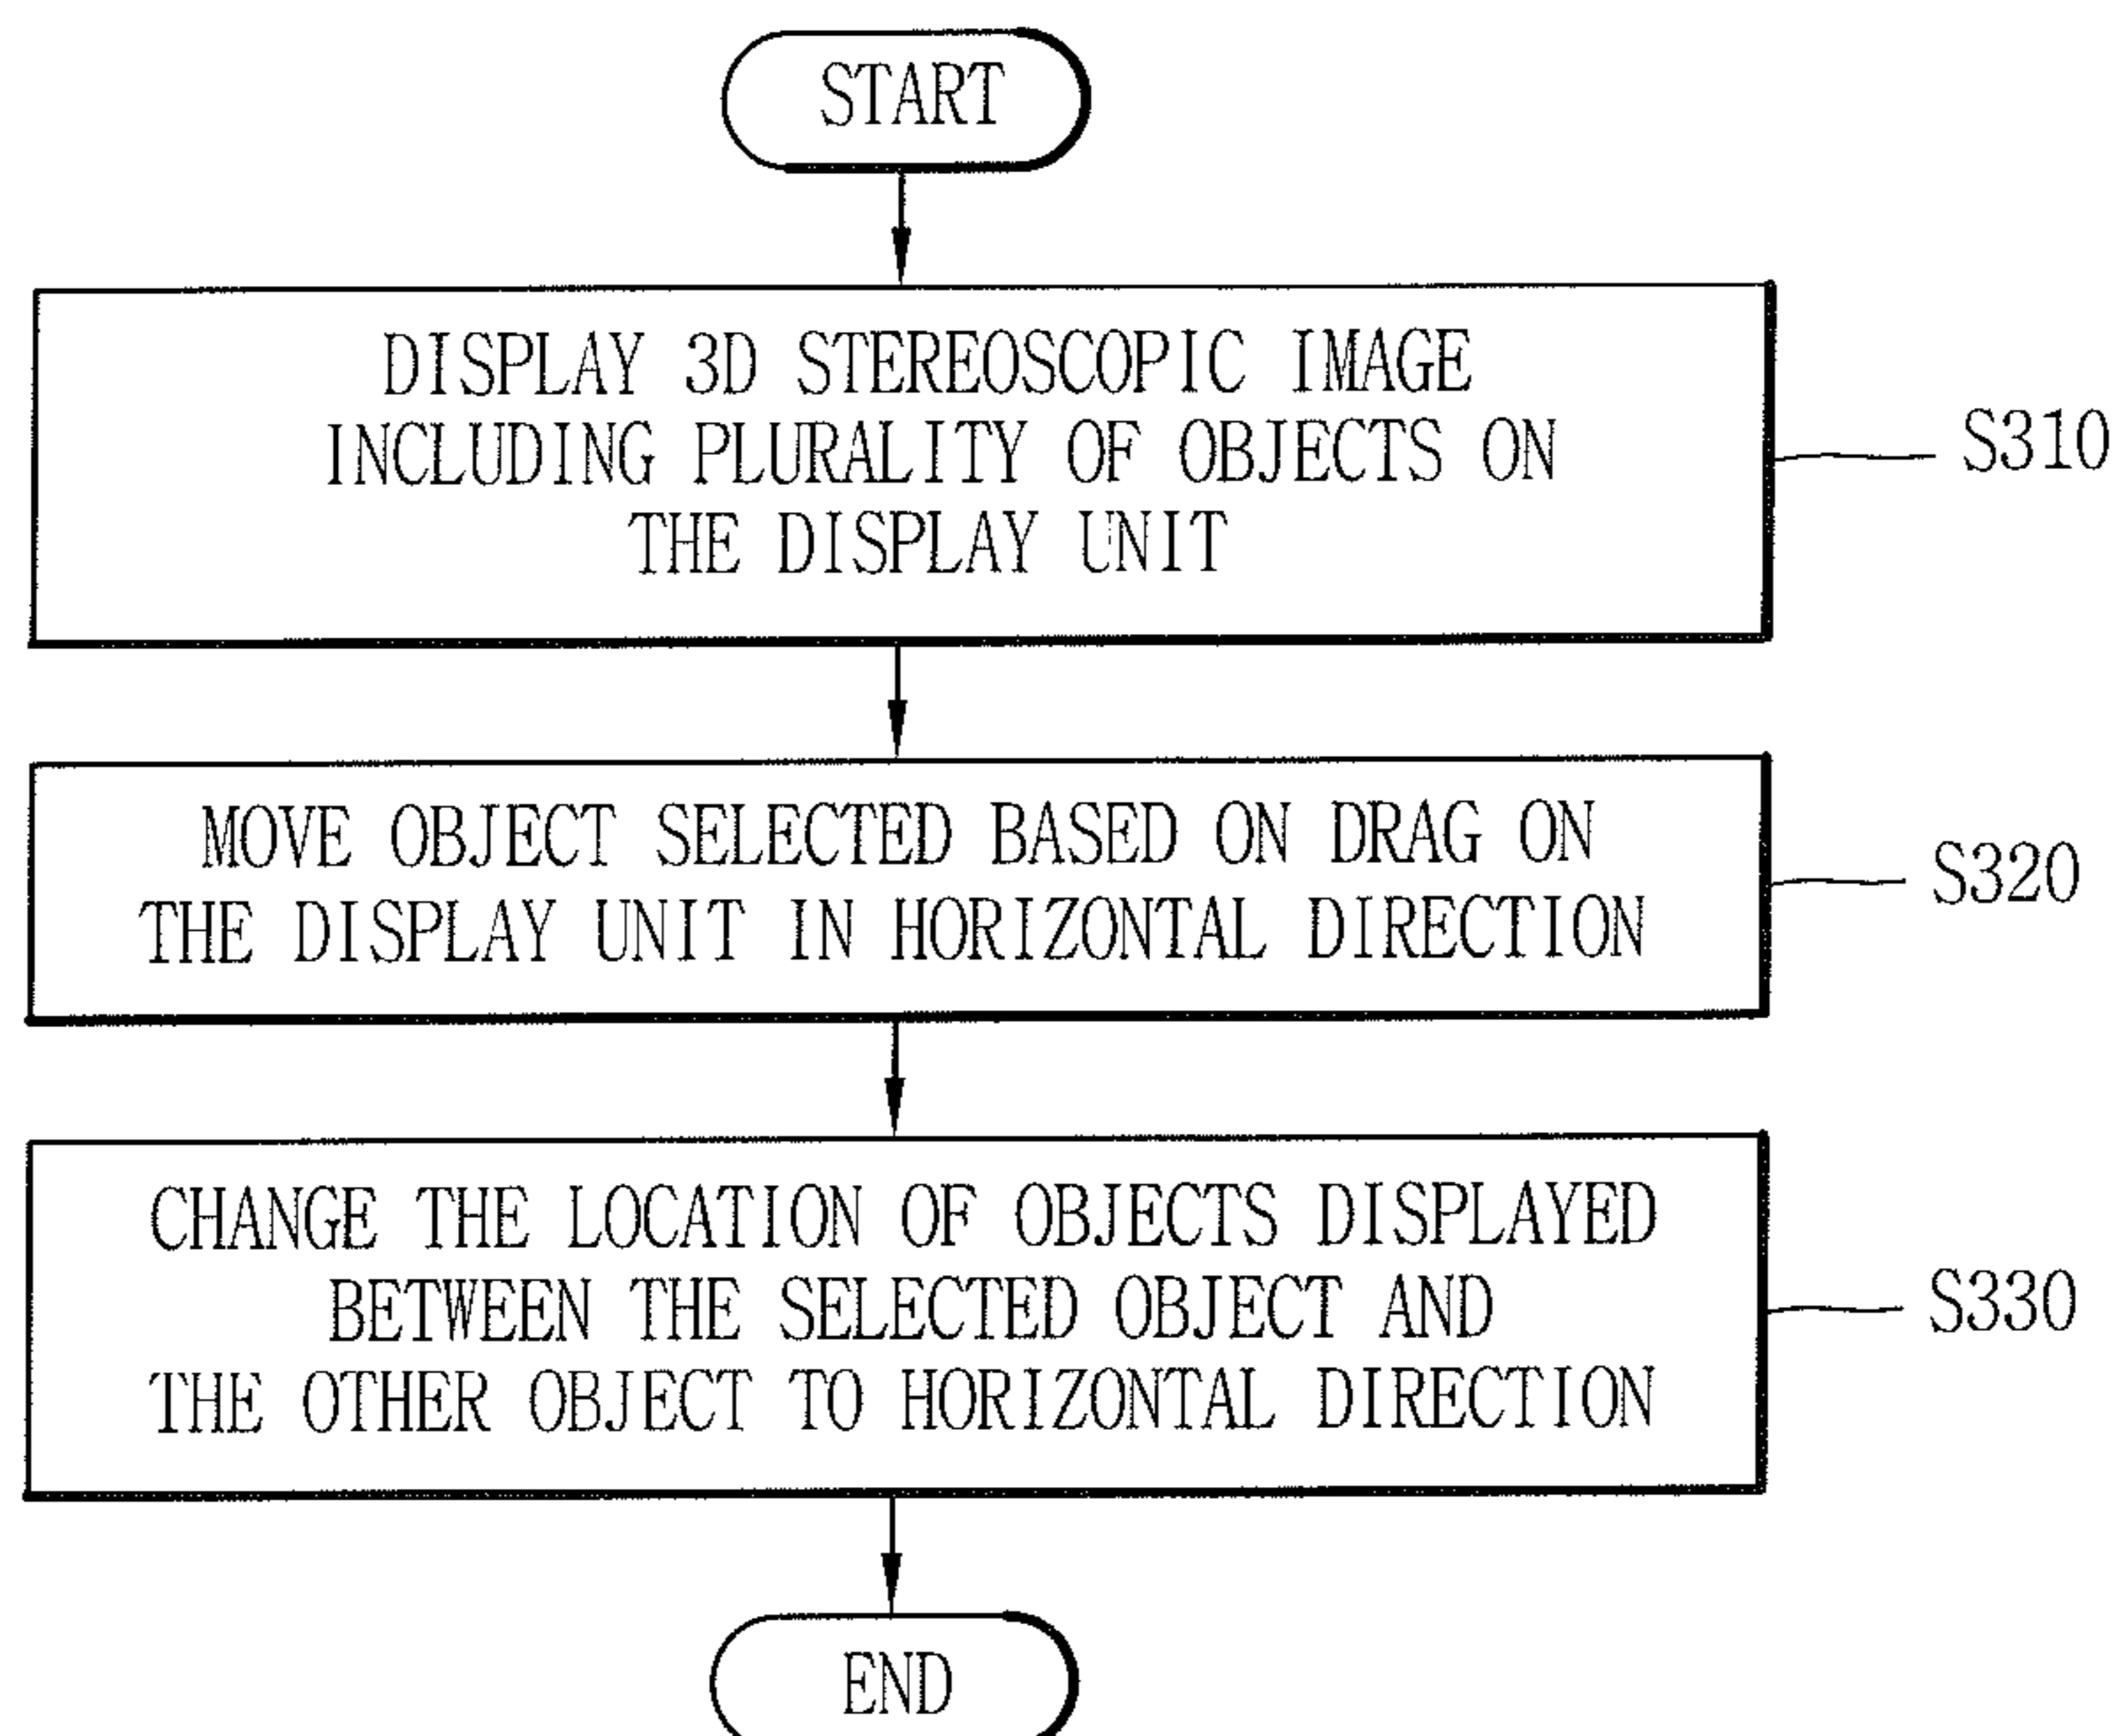 START
DISPLAY 3D STEREOSCOPIC IMAGE
INCLUDING PLURALITY OF OBJECTS ON
THE DISPLAY UNIT
S310
MOVE OBJECT SELECTED BASED ON DRAG ON
THE DISPLAY UNIT IN HORIZONTAL DIRECTION
S320
CHANGE THE LOCATION OF OBJECTS DISPLAYED
BETWEEN THE SELECTED OBJECT AND
THE OTHER OBJECT TO HORIZONTAL DIRECTION
S330
END